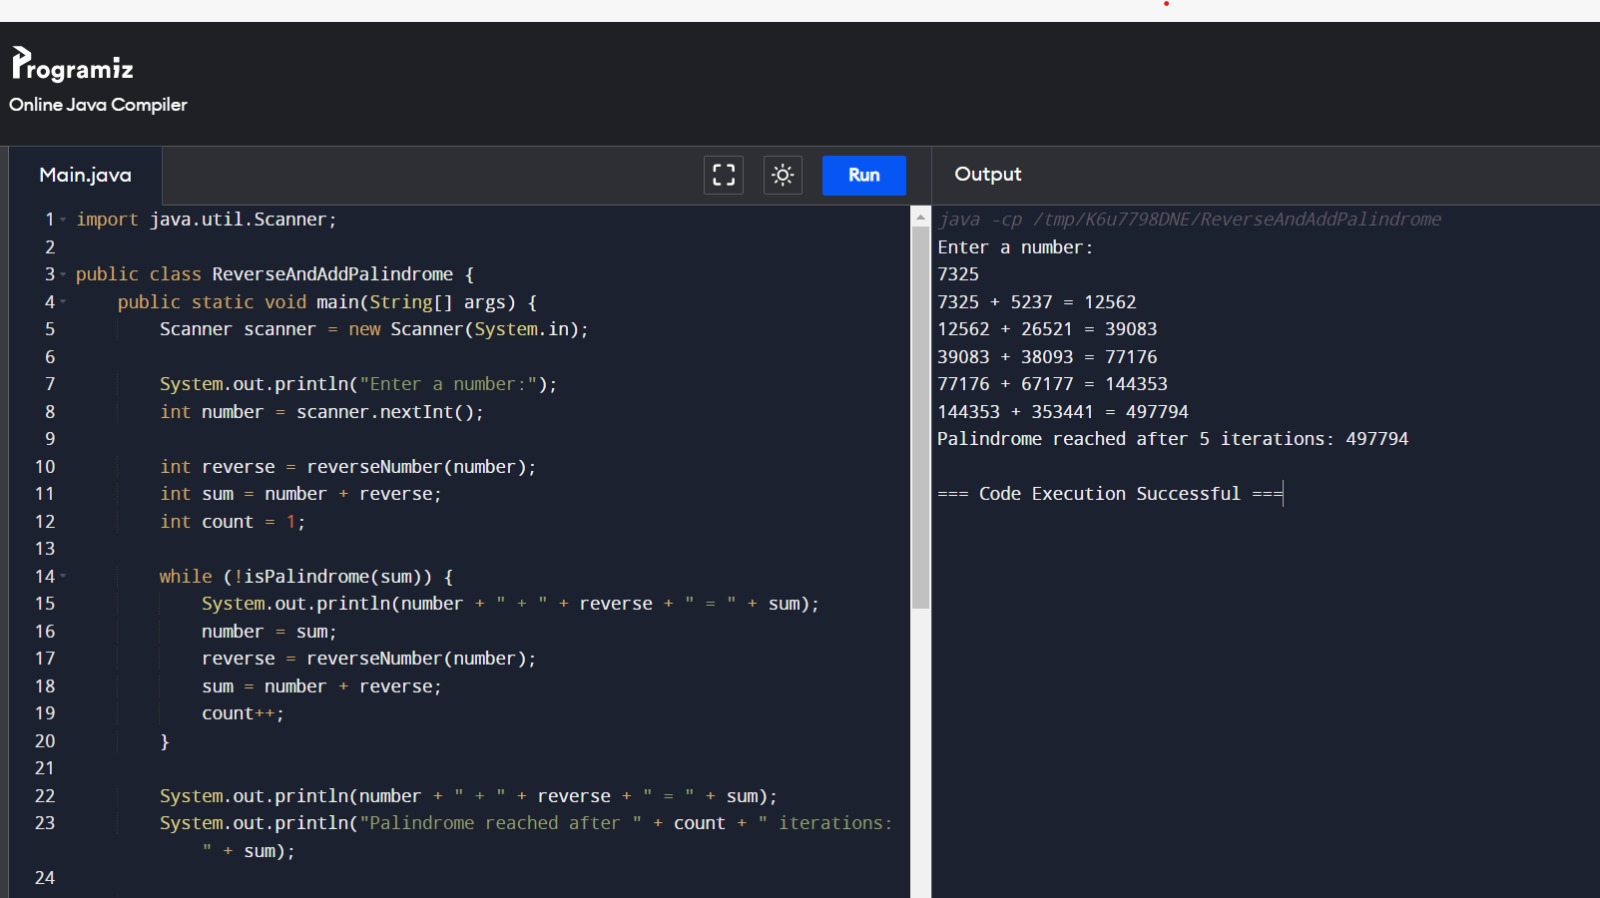 Programiz
Online Java Compiler
Main.java
Run
Output
1 import java.util.Scanner;
2
3 public class ReverseAndAddPalindrome {
4 public static void main(String[] args) {
5 Scanner scanner = new Scanner(System.in);
6
7 System.out.println("Enter a number:");
8 int number = scanner.nextInt();
9
10 int reverse = reverseNumber(number);
11 int sum = number + reverse;
12 int count = 1;
13
14 while (!isPalindrome(sum)) {
15 System.out.println(number + " + " + reverse + " = " + sum);
16 number = sum;
17 reverse = reverseNumber(number);
18 sum = number + reverse;
19 count++;
20 }
21
22 System.out.println(number + " + " + reverse + " = " + sum);
23 System.out.println("Palindrome reached after " + count + " iterations:
" + sum);
24
java -cp /tmp/K6u7798DNE/ReverseAndAddPalindrome
Enter a number:
7325
7325 + 5237 = 12562
12562 + 26521 = 39083
39083 + 38093 = 77176
77176 + 67177 = 144353
144353 + 353441 = 497794
Palindrome reached after 5 iterations: 497794
=== Code Execution Successful ===